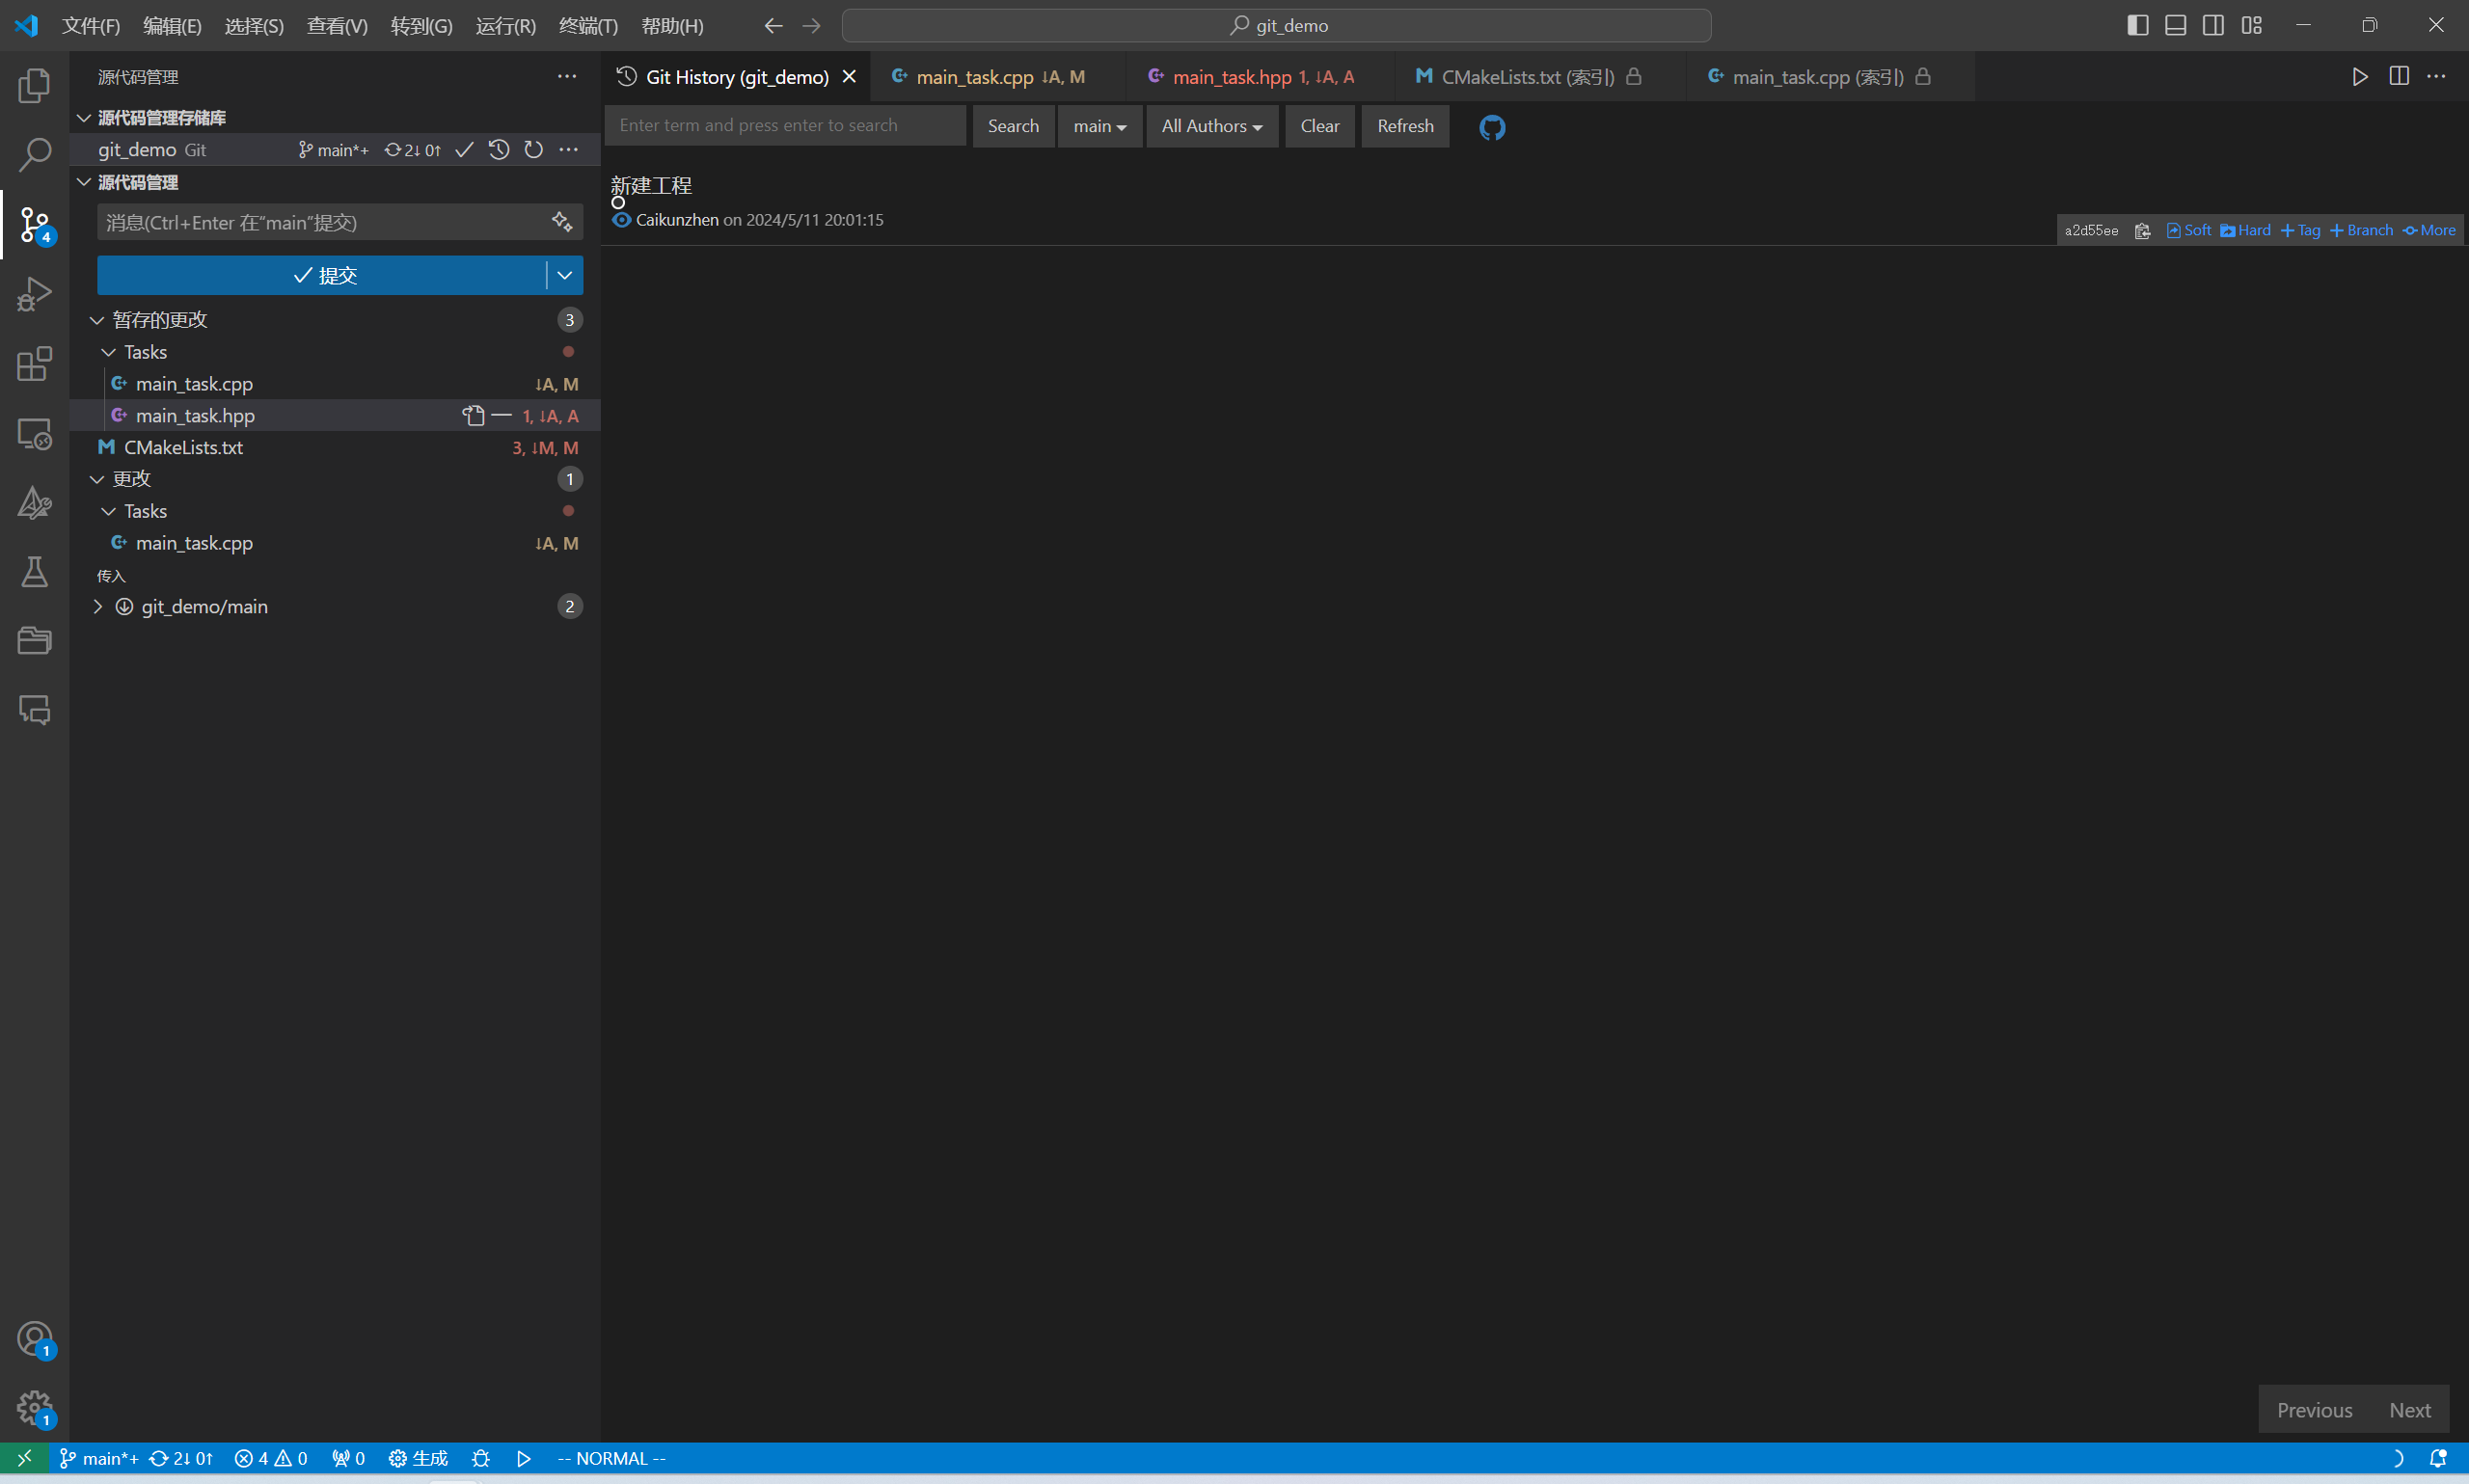 文件(F) 编辑(E) 选择(S) 查看(V) 转到(G) 运行(R) 终端(T) 帮助(H)
git_demo
源代码管理
源代码管理存储库
git_demo Git main*+ 2↓ 0↑
源代码管理
消息(Ctrl+Enter 在“main”提交)
4
提交
暂存的更改 3
Tasks
main_task.cpp ↓A, M
main_task.hpp 1, ↓A, A
CMakeLists.txt 3, ↓M, M
更改 1
Tasks
main_task.cpp ↓A, M
传入
git_demo/main 2
1
1
Git History (git_demo) main_task.cpp ↓A, M main_task.hpp 1, ↓A, A CMakeLists.txt (索引) main_task.cpp (索引)
Enter term and press enter to search Search main All Authors Clear Refresh
新建工程
Caikunzhen on 2024/5/11 20:01:15
a2d55ee Soft Hard Tag Branch More
Previous Next
main*+ 2↓ 0↑ 4 0 0 生成 -- NORMAL --